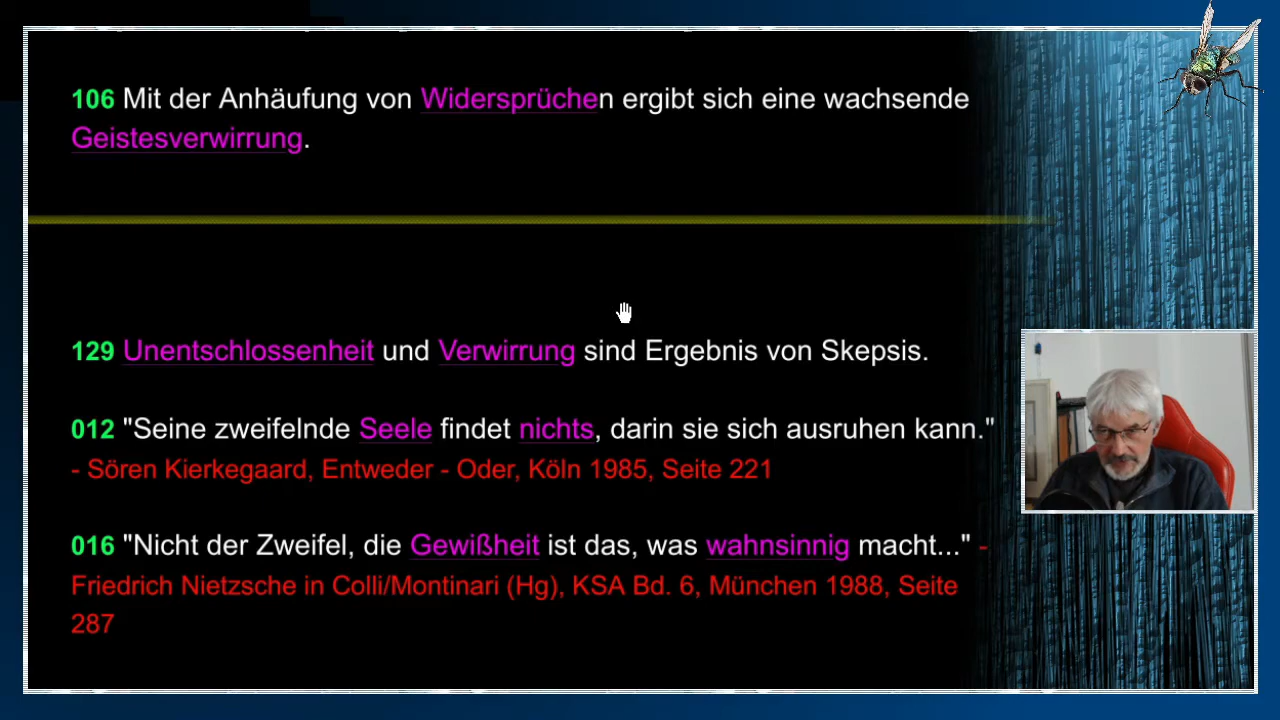 106 Mit der Anhäufung von Widersprüchen ergibt sich eine wachsende
Geistesverwirrung.
129 Unentschlossenheit und Verwirrung sind Ergebnis von Skepsis.
012 "Seine zweifelnde Seele findet nichts, darin sie sich ausruhen kann."
- Sören Kierkegaard, Entweder - Oder, Köln 1985, Seite 221
016 "Nicht der Zweifel, die Gewißheit ist das, was wahnsinnig macht..." -
Friedrich Nietzsche in Colli/Montinari (Hg), KSA Bd. 6, München 1988, Seite
287